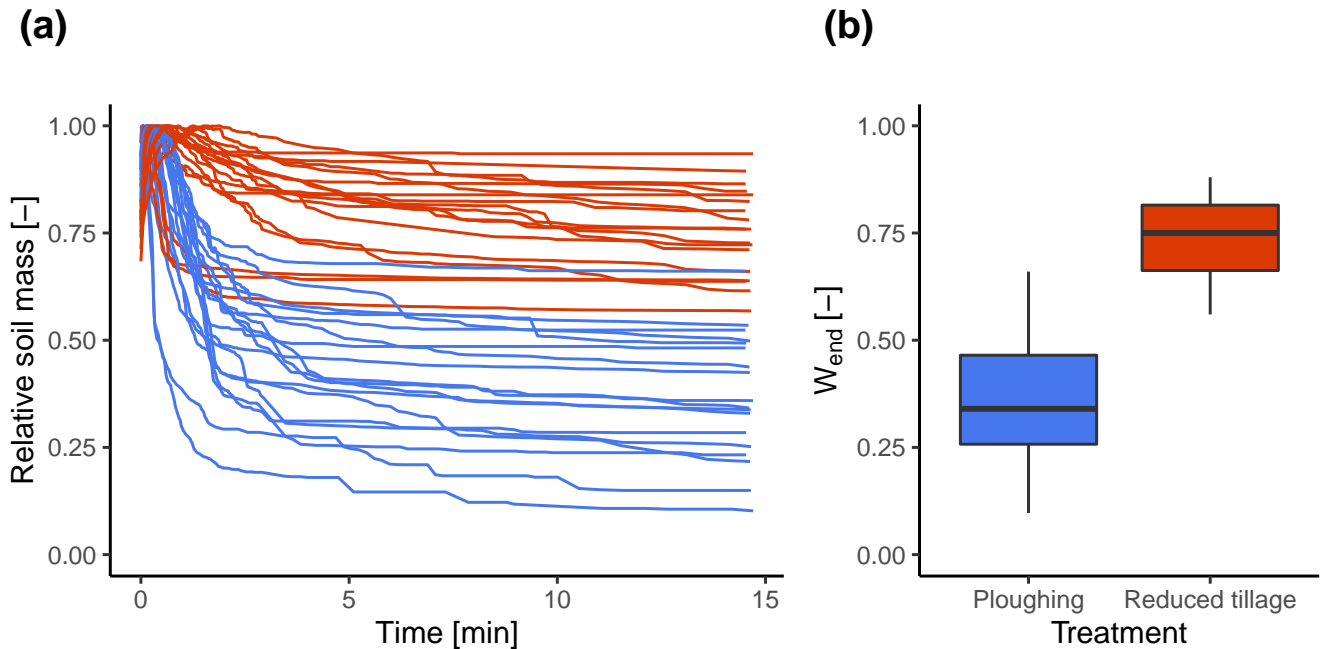 (a)
Relative soil mass [−]
1.00
0.75
0.50
0.25
0.00
0
5
10
15
Time [min]
(b)
W_end [−]
1.00
0.75
0.50
0.25
0.00
Ploughing
Reduced tillage
Treatment